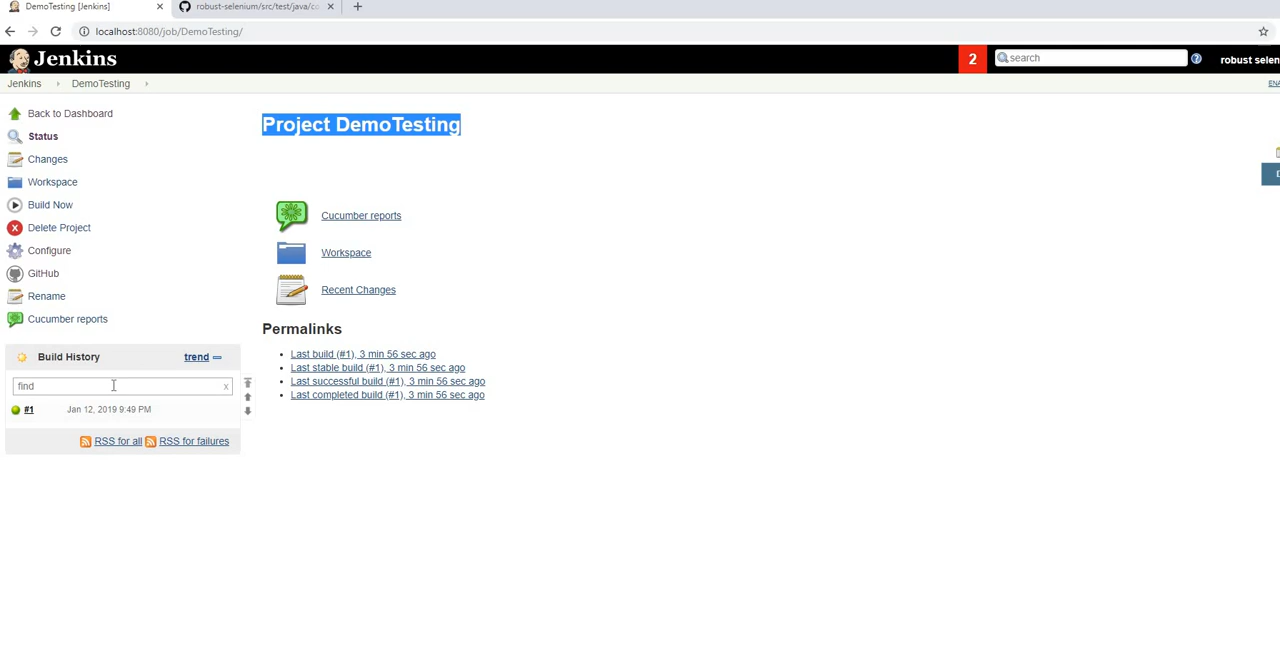 DemoTesting [Jenkins]
robust-selenium/src/test/java/co
localhost:8080/job/DemoTesting/
Jenkins
2
search
robust selen
Jenkins
DemoTesting
ENA
Back to Dashboard
Project DemoTesting
Status
Changes
Workspace
Build Now
Delete Project
Configure
GitHub
Rename
Cucumber reports
Cucumber reports
Workspace
Recent Changes
Permalinks
Last build (#1), 3 min 56 sec ago
Last stable build (#1), 3 min 56 sec ago
Last successful build (#1), 3 min 56 sec ago
Last completed build (#1), 3 min 56 sec ago
Build History
trend
find
x
#1
Jan 12, 2019 9:49 PM
RSS for all
RSS for failures